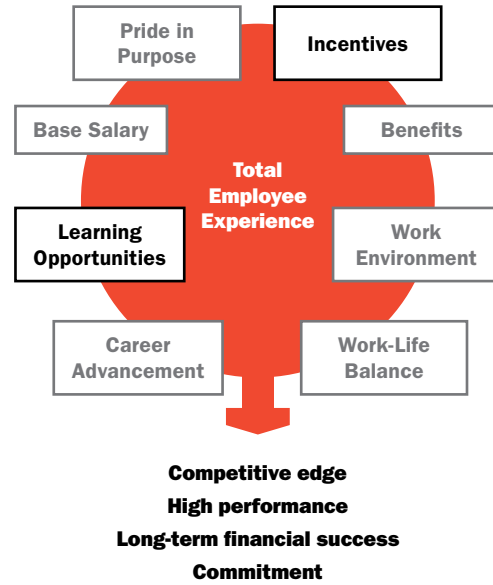 Pride in
Purpose
Incentives
Base Salary
Benefits
Total
Employee
Experience
Learning
Opportunities
Work
Environment
Career
Advancement
Work-Life
Balance
Competitive edge
High performance
Long-term financial success
Commitment